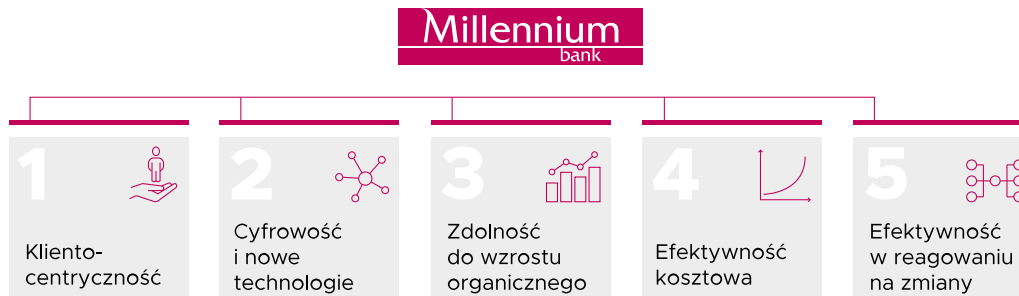 Millennium
bank
1
Kliento-
centryczność
2
Cyfrowość
i nowe
technologie
3
Zdolność
do wzrostu
organicznego
4
Efektywność
kosztowa
5
Efektywność
w reagowaniu
na zmiany